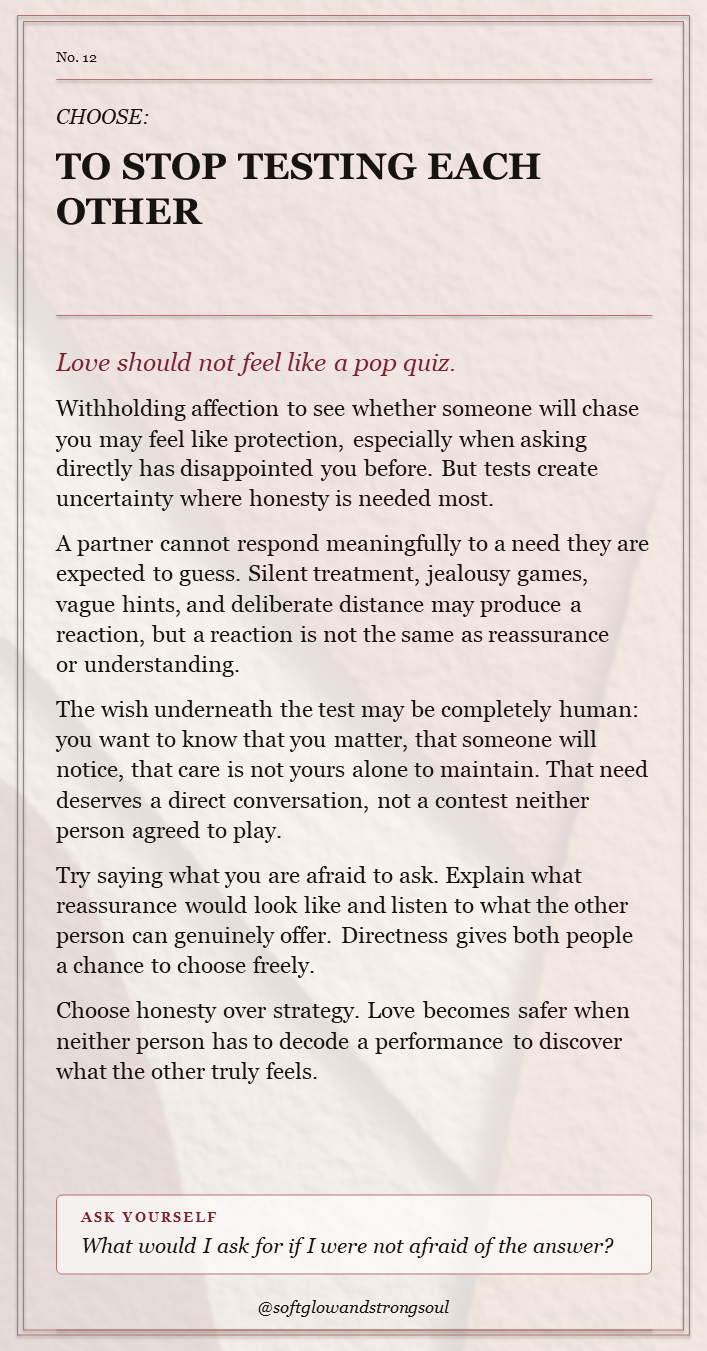 No. 12
CHOOSE:
TO STOP TESTING EACH
OTHER
Love should not feel like a pop quiz.
Withholding affection to see whether someone will chase
you may feel like protection, especially when asking
directly has disappointed you before. But tests create
uncertainty where honesty is needed most.
A partner cannot respond meaningfully to a need they are
expected to guess. Silent treatment, jealousy games,
vague hints, and deliberate distance may produce a
reaction, but a reaction is not the same as reassurance
or understanding.
The wish underneath the test may be completely human:
you want to know that you matter, that someone will
notice, that care is not yours alone to maintain. That need
deserves a direct conversation, not a contest neither
person agreed to play.
Try saying what you are afraid to ask. Explain what
reassurance would look like and listen to what the other
person can genuinely offer. Directness gives both people
a chance to choose freely.
Choose honesty over strategy. Love becomes safer when
neither person has to decode a performance to discover
what the other truly feels.
ASK YOURSELF
What would I ask for if I were not afraid of the answer?
@softglowandstrongsoul